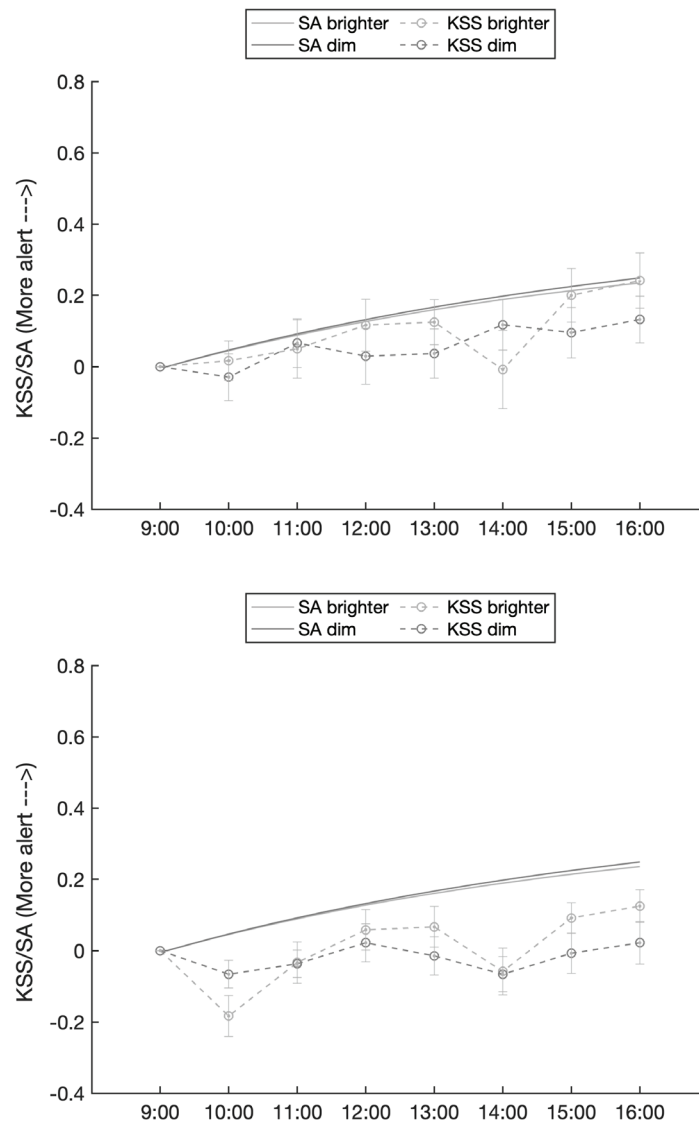 SA brighter KSS brighter
SA dim KSS dim
0.8
0.6
0.4
0.2
0
-0.2
-0.4
KSS/SA (More alert --->)
9:00 10:00 11:00 12:00 13:00 14:00 15:00 16:00
SA brighter KSS brighter
SA dim KSS dim
0.8
0.6
0.4
0.2
0
-0.2
-0.4
KSS/SA (More alert --->)
9:00 10:00 11:00 12:00 13:00 14:00 15:00 16:00